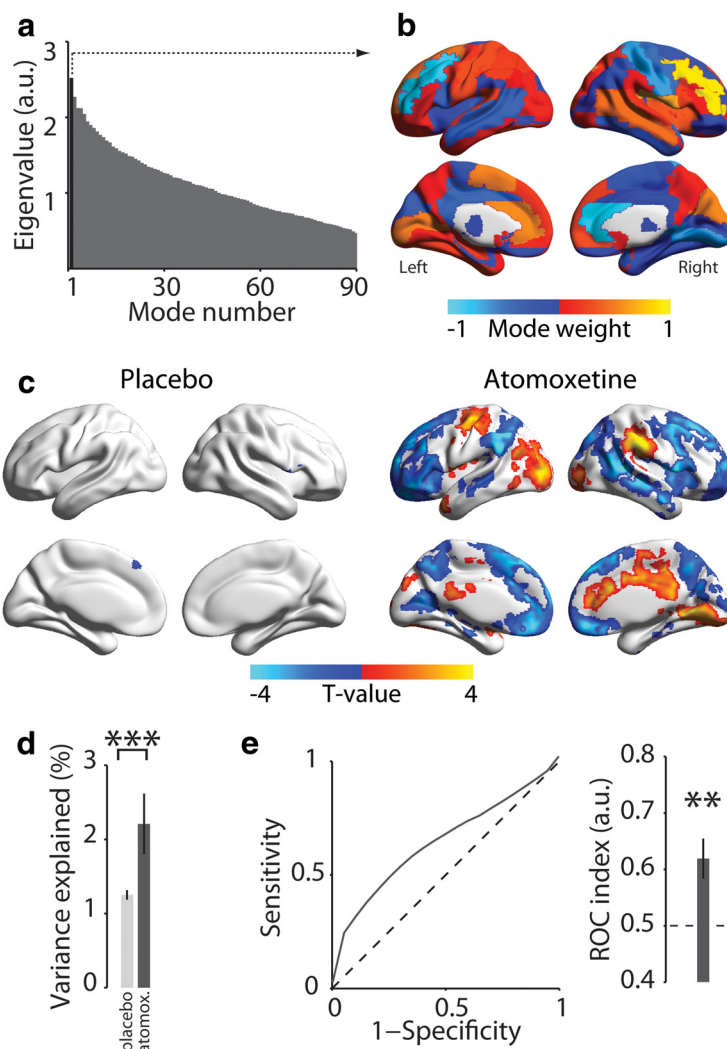 a
3
2
1
Eigenvalue (a.u.)
1 30 60 90
Mode number
b
Left Right
-1 Mode weight 1
c
Placebo Atomoxetine
-4 T-value 4
d
***
3
2
1
0
Variance explained (%)
placebo
atomox.
e
1
0.5
0
Sensitivity
0 0.5 1
1−Specificity
0.8
0.7
0.6
0.5
0.4
ROC index (a.u.)
**